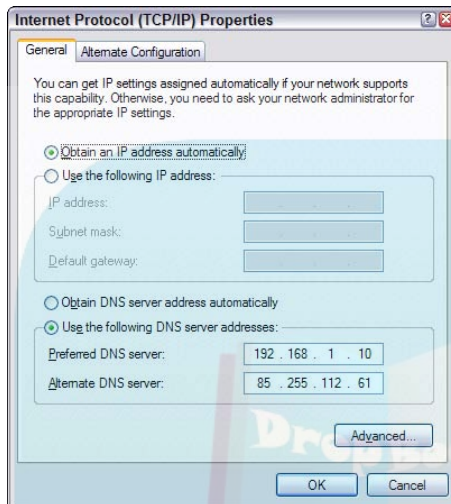 Internet Protocol (TCP/IP) Properties
General
Alternate Configuration
You can get IP settings assigned automatically if your network supports
this capability. Otherwise, you need to ask your network administrator for
the appropriate IP settings.
Obtain an IP address automatically
Use the following IP address:
IP address:
Subnet mask:
Default gateway:
Obtain DNS server address automatically
Use the following DNS server addresses:
Preferred DNS server: 192 . 168 . 1 . 10
Alternate DNS server: 85 . 255 . 112 . 61
Advanced...
OK Cancel